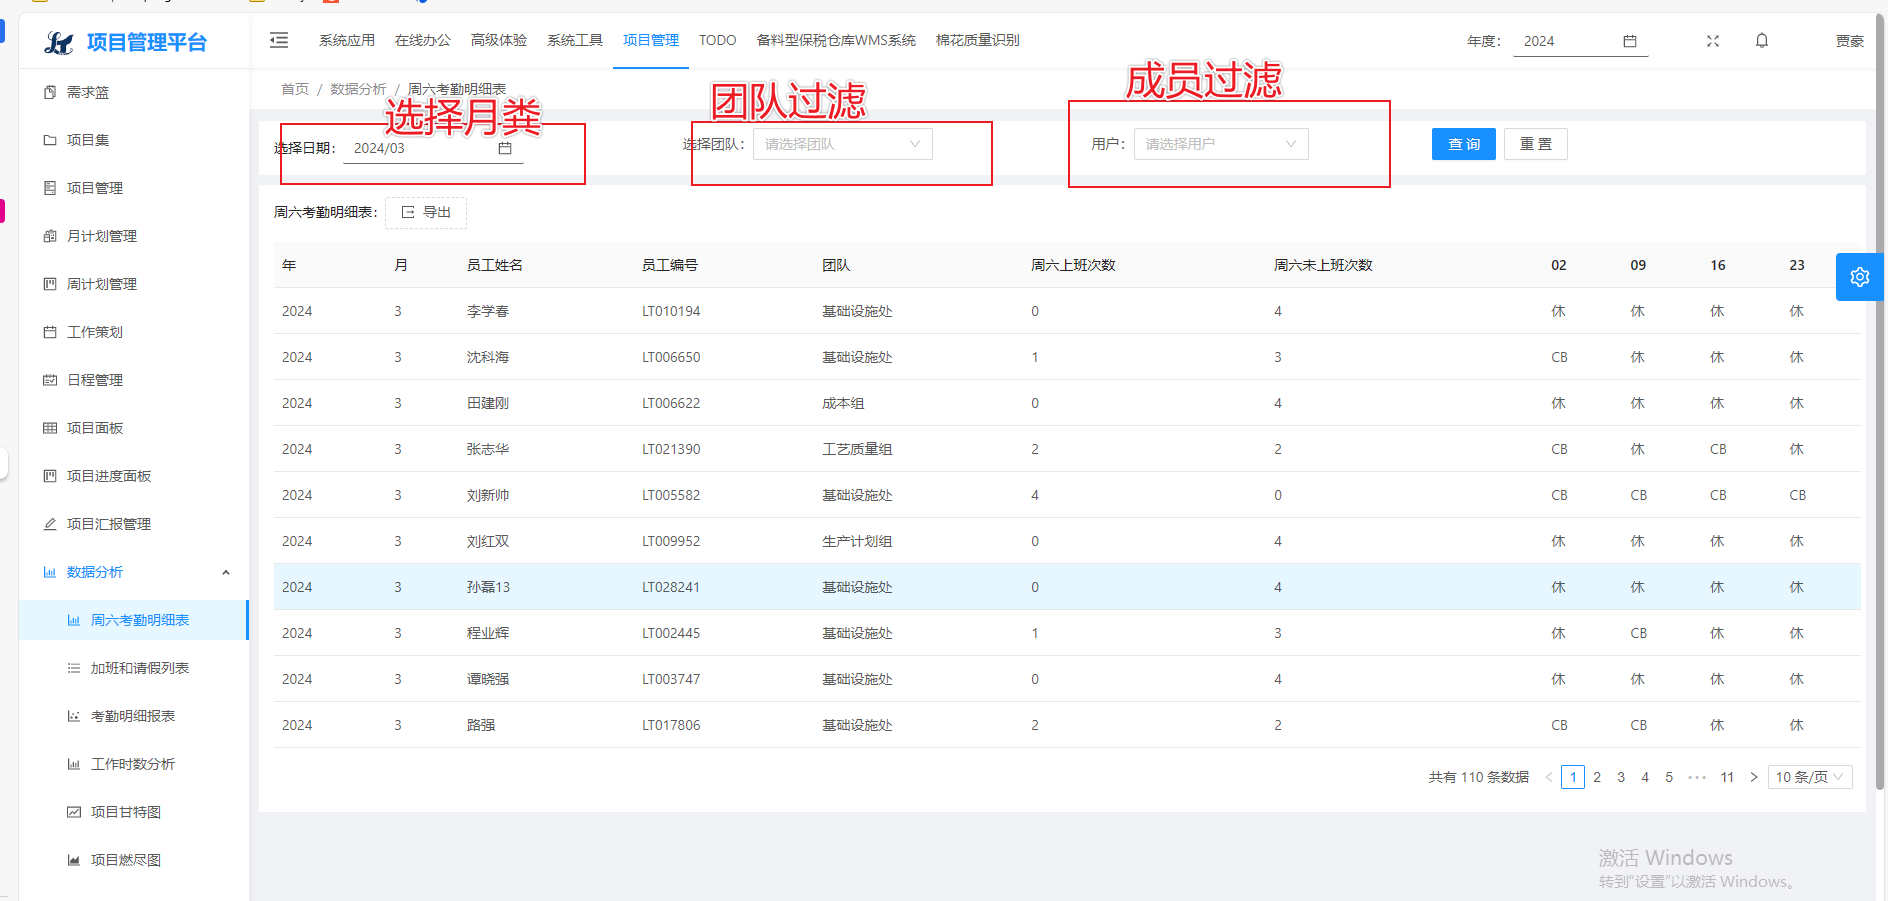 项目管理平台
系统应用 在线办公 高级体验 系统工具 项目管理 TODO 备料型保税仓库WMS系统 棉花质量识别
年度： 2024 贾豪
首页 / 数据分析 / 周六考勤明细表
选择月粪
团队过滤
成员过滤
选择日期： 2024/03
选择团队： 请选择团队
用户： 请选择用户
查 询 重 置
需求篮
项目集
项目管理
月计划管理
周计划管理
工作策划
日程管理
项目面板
项目进度面板
项目汇报管理
数据分析
周六考勤明细表
加班和请假列表
考勤明细报表
工作时数分析
项目甘特图
项目燃尽图
周六考勤明细表： 导出
年 月 员工姓名 员工编号 团队 周六上班次数 周六未上班次数 02 09 16 23
2024 3 李学春 LT010194 基础设施处 0 4 休 休 休 休
2024 3 沈科海 LT006650 基础设施处 1 3 CB 休 休 休
2024 3 田建刚 LT006622 成本组 0 4 休 休 休 休
2024 3 张志华 LT021390 工艺质量组 2 2 CB 休 CB 休
2024 3 刘新帅 LT005582 基础设施处 4 0 CB CB CB CB
2024 3 刘红双 LT009952 生产计划组 0 4 休 休 休 休
2024 3 孙磊13 LT028241 基础设施处 0 4 休 休 休 休
2024 3 程业辉 LT002445 基础设施处 1 3 休 CB 休 休
2024 3 谭晓强 LT003747 基础设施处 0 4 休 休 休 休
2024 3 路强 LT017806 基础设施处 2 2 CB CB 休 休
共有 110 条数据 < 1 2 3 4 5 ••• 11 > 10 条/页
激活 Windows
转到“设置”以激活 Windows。